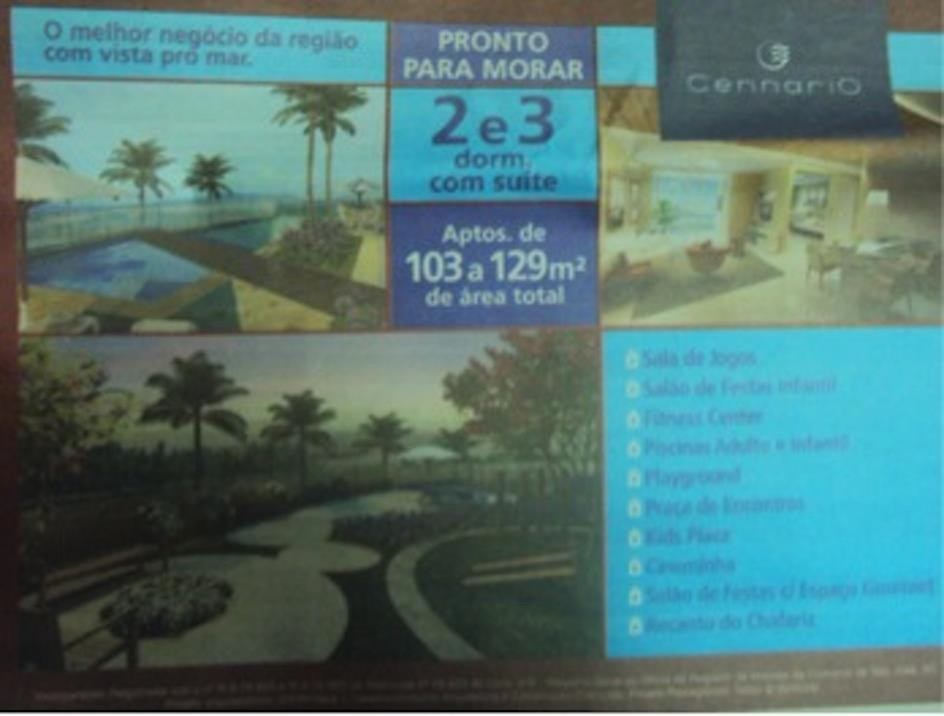 O melhor negócio da região
com vista pro mar.
PRONTO
PARA MORAR
2 e 3
dorm.
com suíte
Aptos. de
103 a 129m²
de área total
CennariO
Sala de Jogos
Salão de Festas Infantil
Fitness Center
Piscinas Adulto e Infantil
Playground
Praça de Encontros
Kids Place
Casinha
Salão de Festas c/ Espaço Gourmet
Recanto do Chafariz